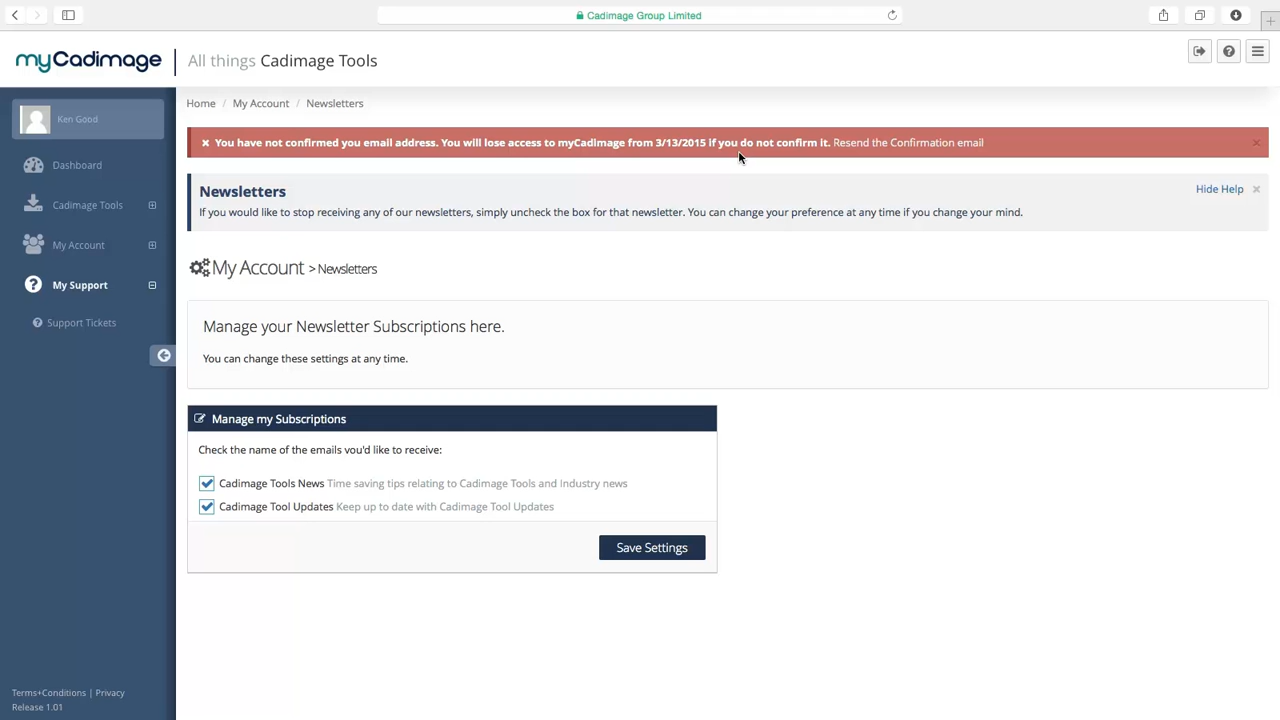 Cadimage Group Limited
myCadimage
All things Cadimage Tools
Ken Good
Dashboard
Cadimage Tools
My Account
My Support
Support Tickets
Terms+Conditions | Privacy
Release 1.01
Home / My Account / Newsletters
You have not confirmed you email address. You will lose access to myCadimage from 3/13/2015 if you do not confirm it. Resend the Confirmation email
Newsletters
Hide Help
If you would like to stop receiving any of our newsletters, simply uncheck the box for that newsletter. You can change your preference at any time if you change your mind.
My Account > Newsletters
Manage your Newsletter Subscriptions here.
You can change these settings at any time.
Manage my Subscriptions
Check the name of the emails you'd like to receive:
Cadimage Tools News Time saving tips relating to Cadimage Tools and Industry news
Cadimage Tool Updates Keep up to date with Cadimage Tool Updates
Save Settings